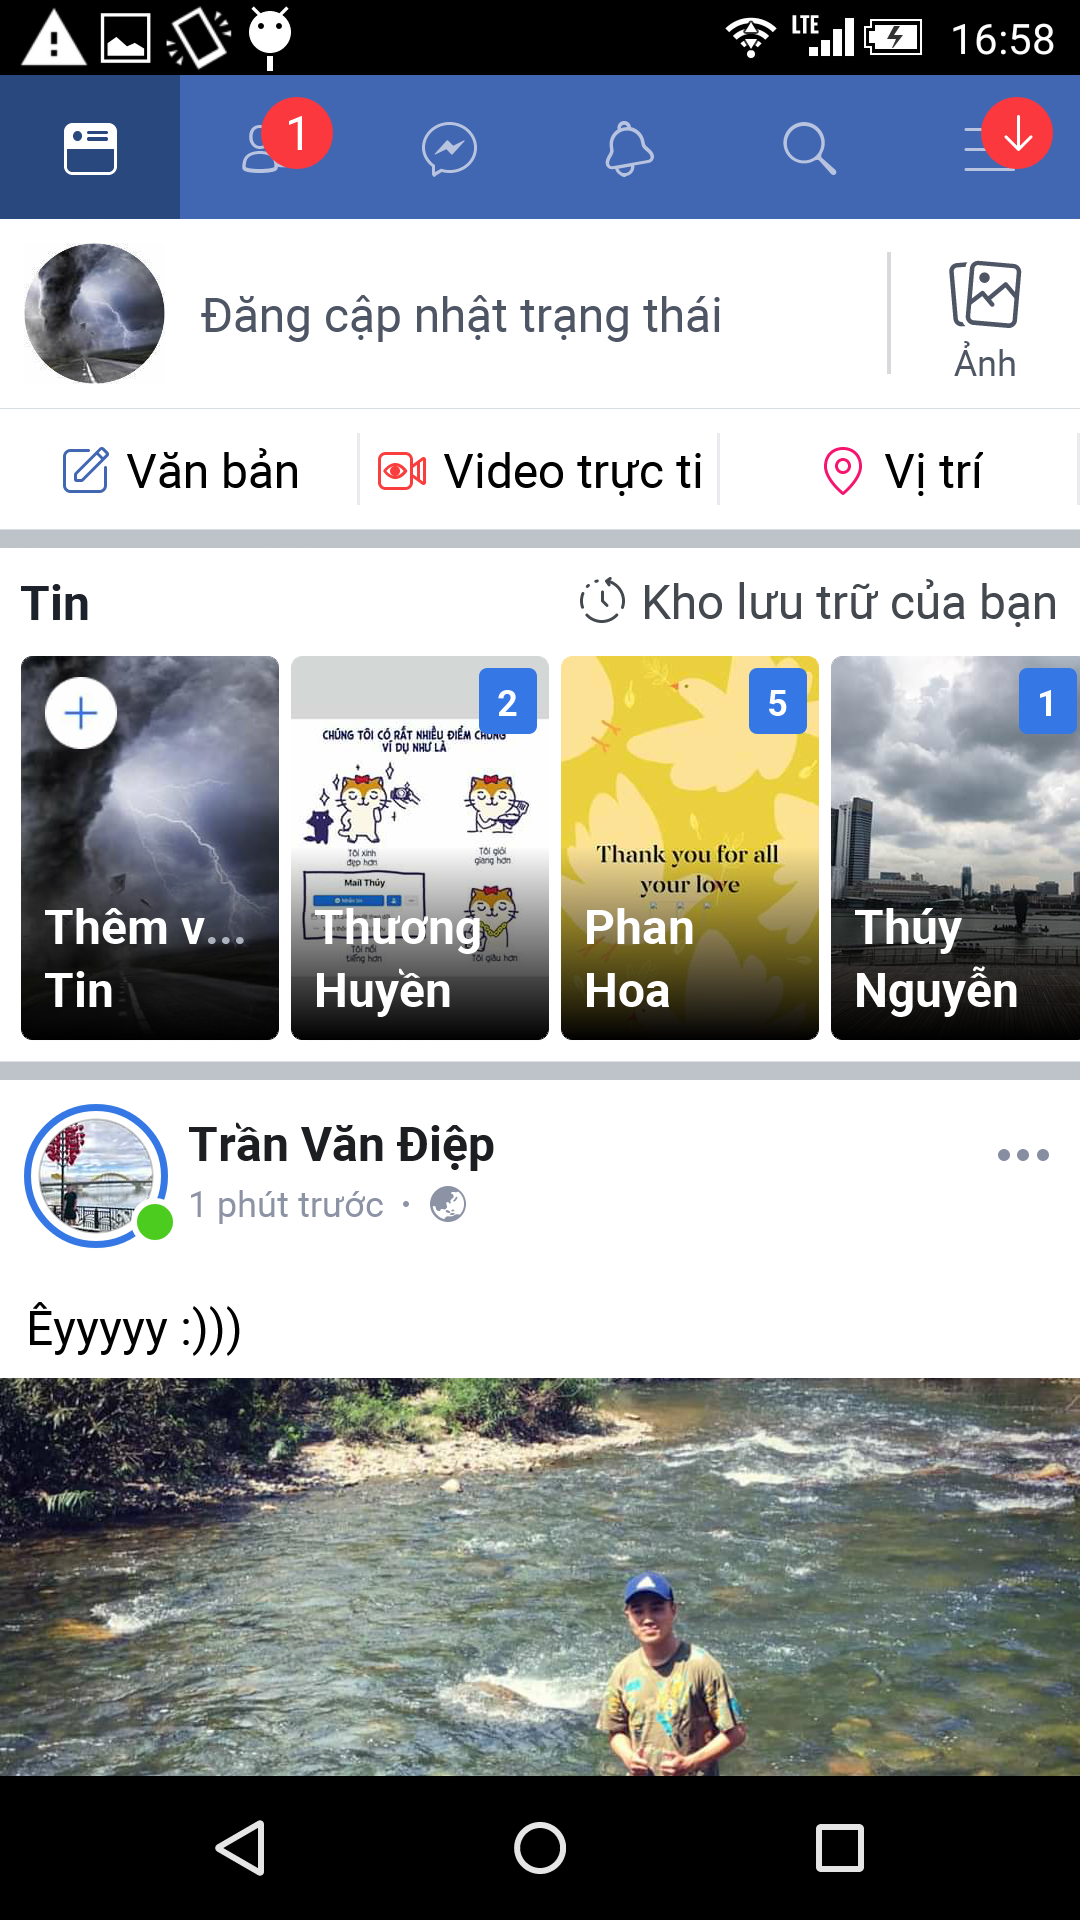 LTE 16:58
1
Đăng cập nhật trạng thái
Ảnh
Văn bản
Video trực ti
Vị trí
Tin
Kho lưu trữ của bạn
Thêm v...
Tin
2
CHÚNG TÔI CÓ RẤT NHIỀU ĐIỂM CHUNG
VÍ DỤ NHƯ LÀ
Tôi xinh
đẹp hơn
Tôi giỏi
giang hơn
Mail Thúy
Tôi nổi
tiếng hơn
Tôi giàu hơn
Thương
Huyền
5
Thank you for all
your love
Phan
Hoa
1
Thúy
Nguyễn
Trần Văn Điệp
1 phút trước ·
Êyyyyy :)))